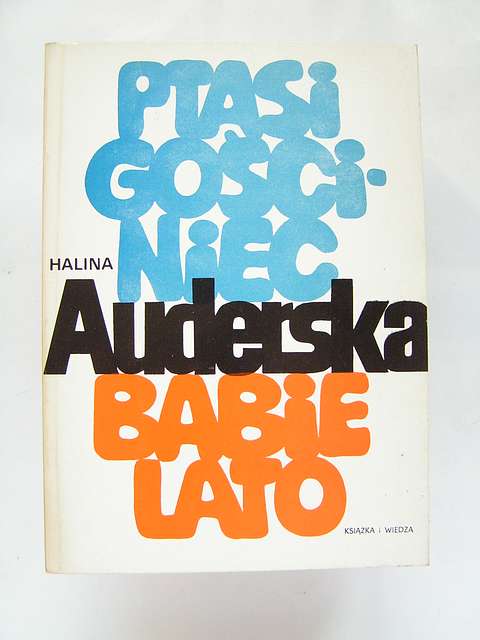 PTASI
GOŚCI-
NIEC
HALINA
Auderska
BABIE
LATO
KSIĄŻKA i WIEDZA